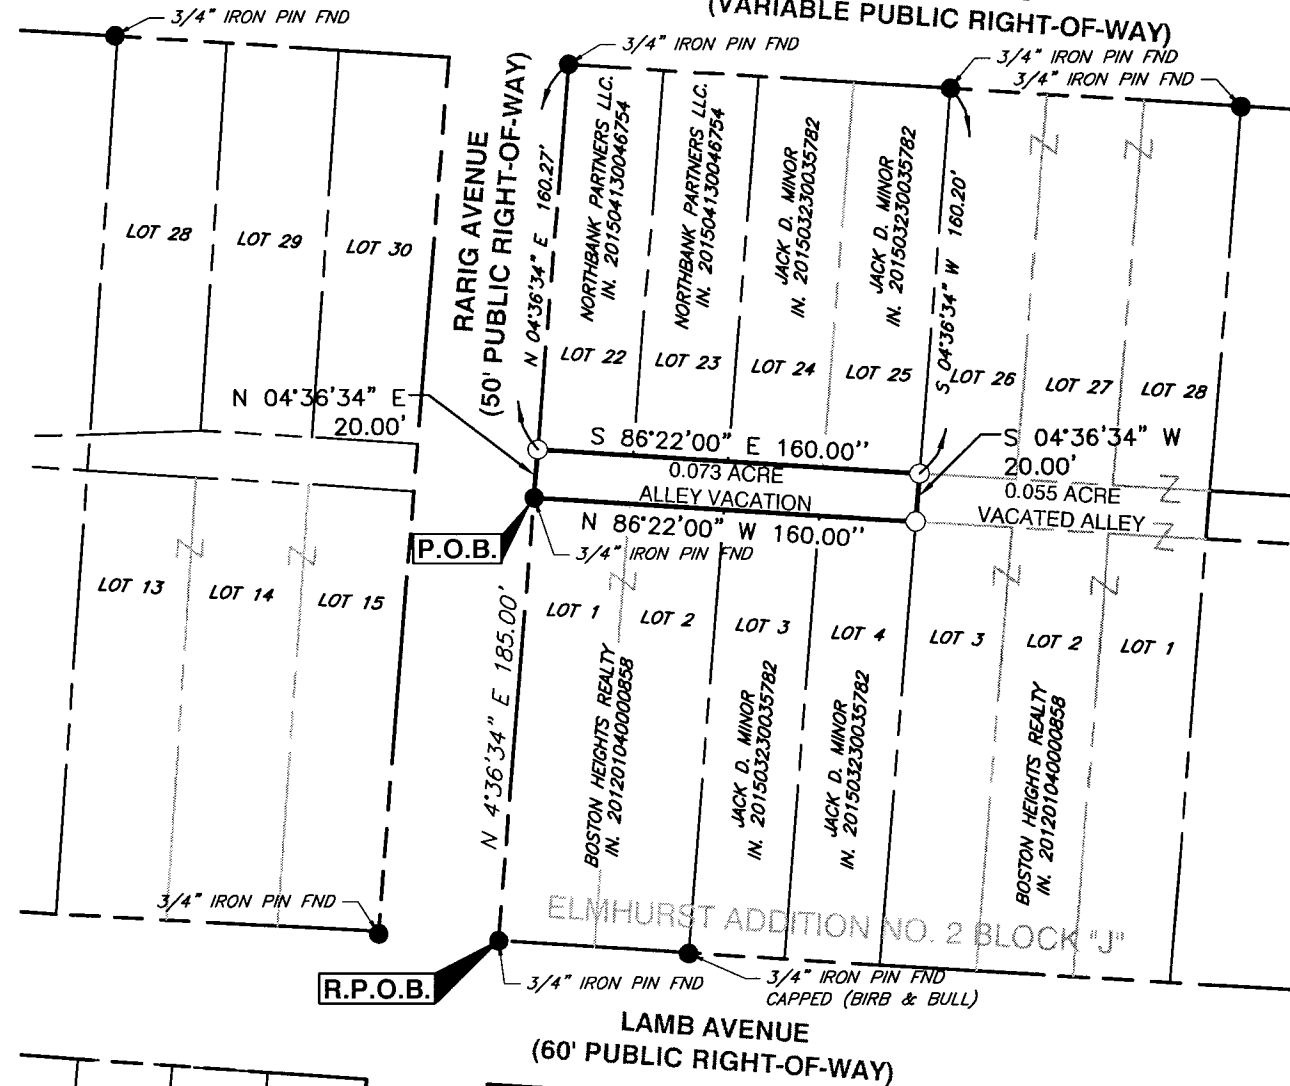 3/4" IRON PIN FND
(VARIABLE PUBLIC RIGHT-OF-WAY)
3/4" IRON PIN FND
3/4" IRON PIN FND
3/4" IRON PIN FND
RARIG AVENUE
(50' PUBLIC RIGHT-OF-WAY)
N 04°36'34" E 160.27'
NORTHBANK PARTNERS LLC.
IN. 201504130046754
NORTHBANK PARTNERS LLC.
IN. 201504130046754
JACK D. MINOR
IN. 201503230035782
JACK D. MINOR
IN. 201503230035782
S 04°36'34" W 160.20'
LOT 28
LOT 29
LOT 30
LOT 22
LOT 23
LOT 24
LOT 25
LOT 26
LOT 27
LOT 28
N 04°36'34" E
20.00'
S 86°22'00" E 160.00''
0.073 ACRE
ALLEY VACATION
N 86°22'00" W 160.00''
S 04°36'34" W
20.00'
0.055 ACRE
VACATED ALLEY
P.O.B.
3/4" IRON PIN FND
LOT 13
LOT 14
LOT 15
LOT 1
LOT 2
LOT 3
LOT 4
LOT 3
LOT 2
LOT 1
N 4°36'34" E 185.00'
BOSTON HEIGHTS REALTY
IN. 201201040000858
JACK D. MINOR
IN. 201503230035782
JACK D. MINOR
IN. 201503230035782
BOSTON HEIGHTS REALTY
IN. 201201040000858
3/4" IRON PIN FND
ELMHURST ADDITION NO. 2 BLOCK "J"
R.P.O.B.
3/4" IRON PIN FND
3/4" IRON PIN FND
CAPPED (BIRB & BULL)
LAMB AVENUE
(60' PUBLIC RIGHT-OF-WAY)